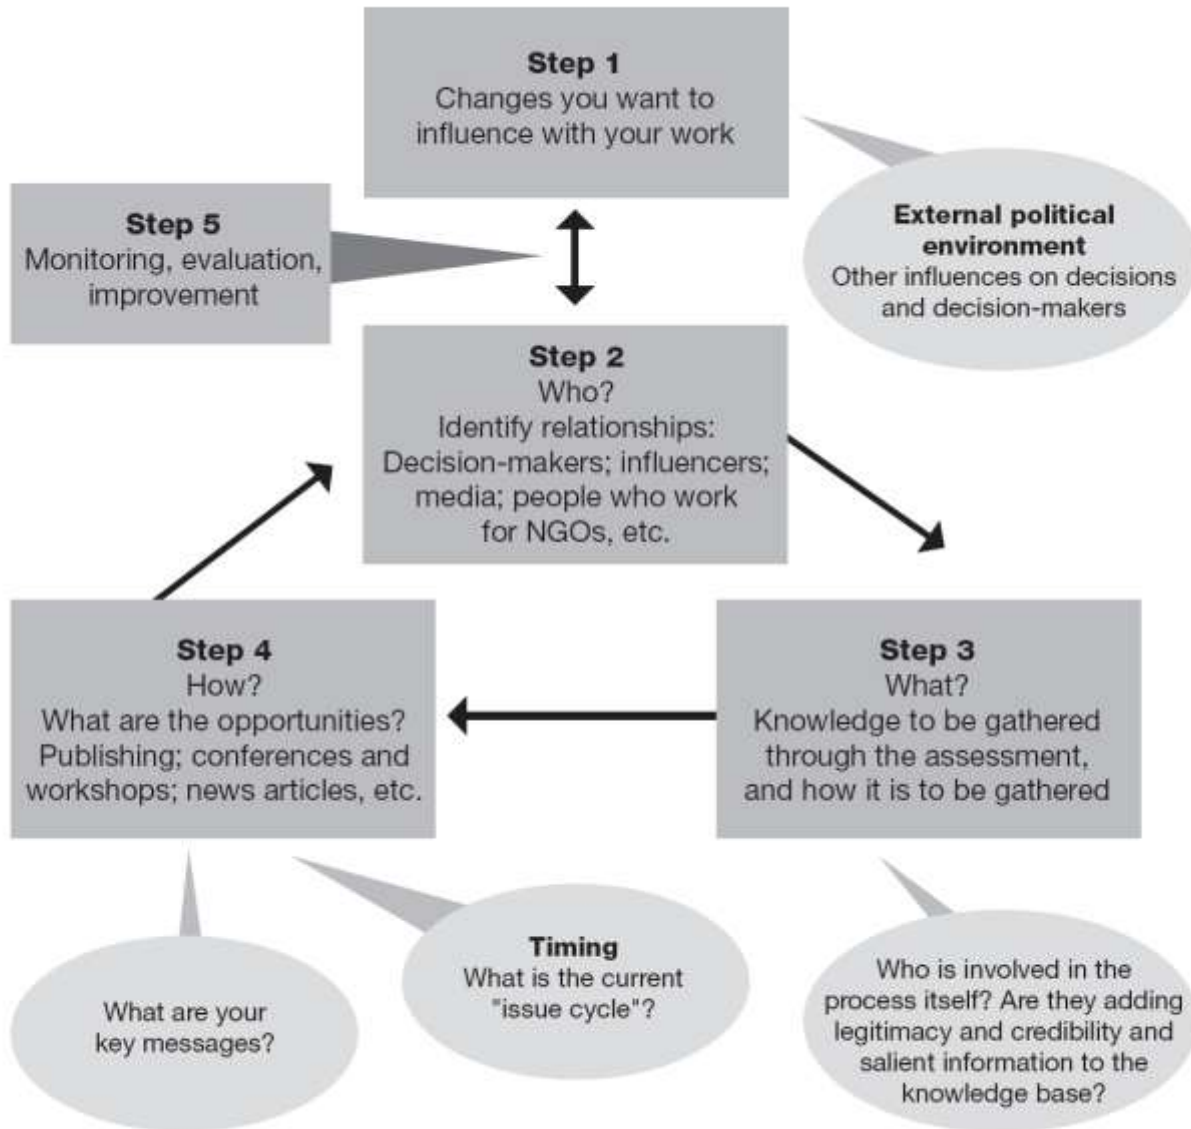 Step 1
Changes you want to
influence with your work
External political
environment
Other influences on decisions
and decision-makers
Step 5
Monitoring, evaluation,
improvement
Step 2
Who?
Identify relationships:
Decision-makers; influencers;
media; people who work
for NGOs, etc.
Step 4
How?
What are the opportunities?
Publishing; conferences and
workshops; news articles, etc.
Step 3
What?
Knowledge to be gathered
through the assessment,
and how it is to be gathered
What are your
key messages?
Timing
What is the current
"issue cycle"?
Who is involved in the
process itself? Are they adding
legitimacy and credibility and
salient information to the
knowledge base?